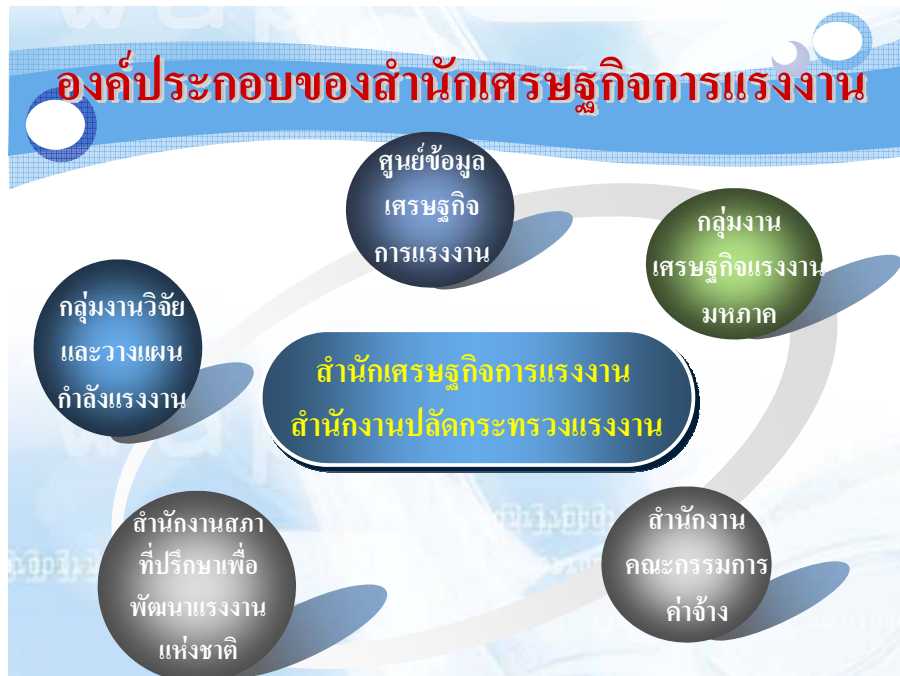 องค์ประกอบของสำนักเศรษฐกิจการแรงงาน
ศูนย์ข้อมูล
เศรษฐกิจ
การแรงงาน
กลุ่มงาน
เศรษฐกิจแรงงาน
มหภาค
กลุ่มงานวิจัย
และวางแผน
กำลังแรงงาน
สำนักเศรษฐกิจการแรงงาน
สำนักงานปลัดกระทรวงแรงงาน
สำนักงานสภา
ที่ปรึกษาเพื่อ
พัฒนาแรงงาน
แห่งชาติ
สำนักงาน
คณะกรรมการ
ค่าจ้าง